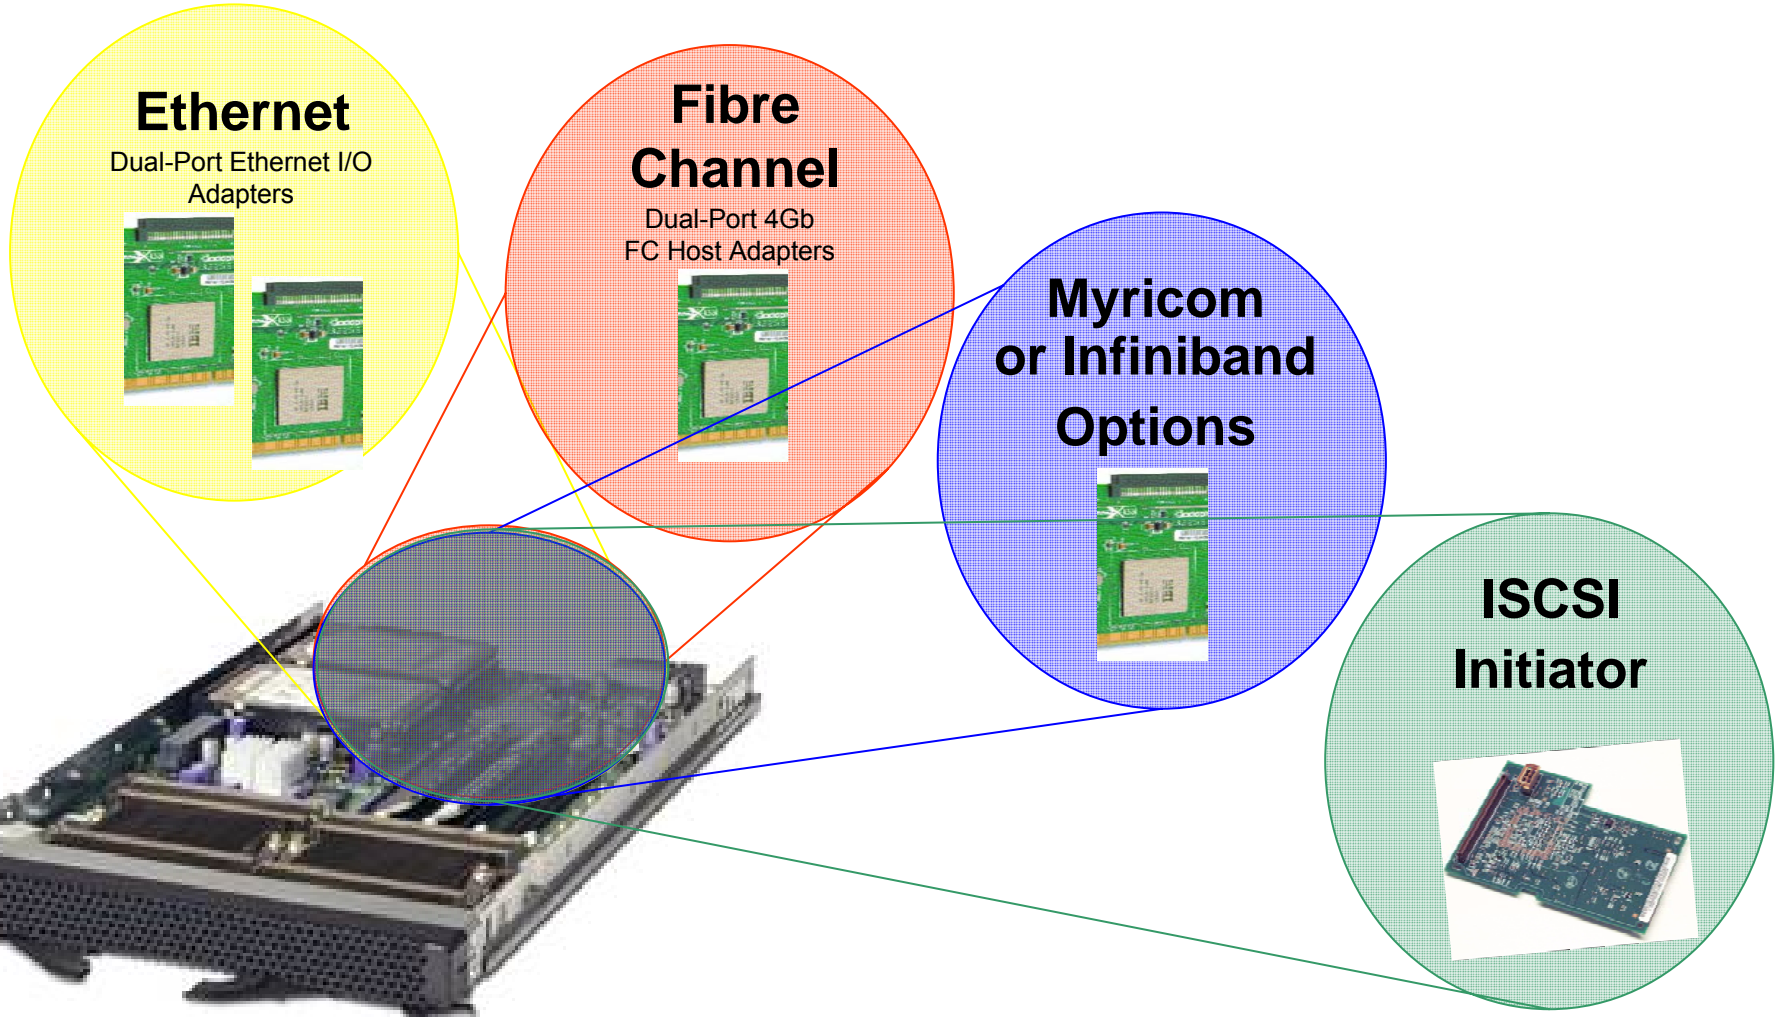 Ethernet
Dual-Port Ethernet I/O
Adapters
Fibre
Channel
Dual-Port 4Gb
FC Host Adapters
Myricom
or Infiniband
Options
ISCSI
Initiator